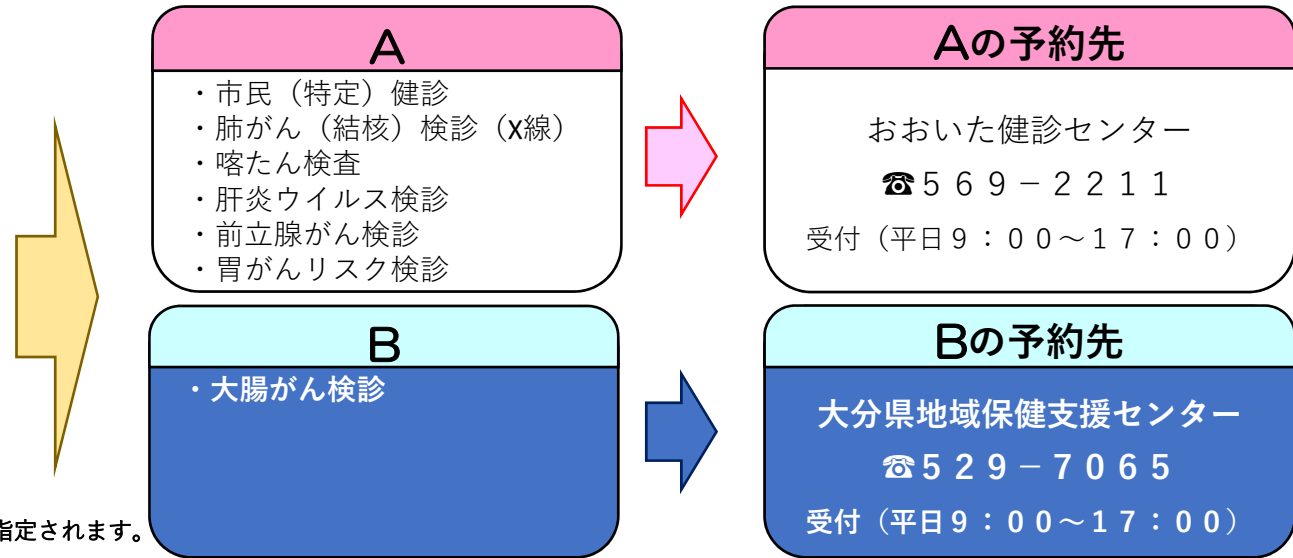 A
・市民（特定）健診
・肺がん（結核）検診（X線）
・喀たん検査
・肝炎ウイルス検診
・前立腺がん検診
・胃がんリスク検診
Aの予約先
おおいた健診センター
☎５６９－２２１１
受付（平日９：００～１７：００）
B
・大腸がん検診
Bの予約先
大分県地域保健支援センター
☎５２９－７０６５
受付（平日９：００～１７：００）
指定されます。